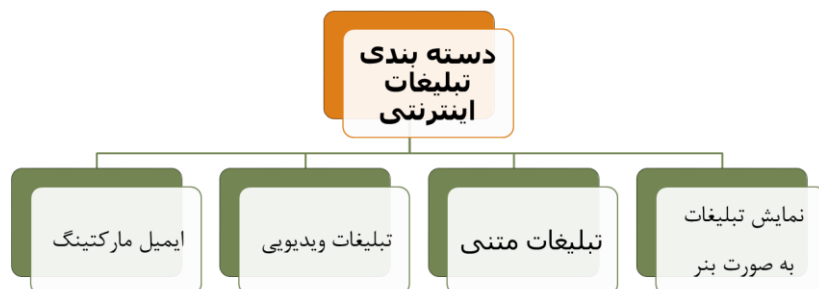 دسته بندی
تبلیغات
اینترنتی
نمایش تبلیغات
به صورت بنر
تبلیغات متنی
تبلیغات ویدیویی
ایمیل مارکتینگ